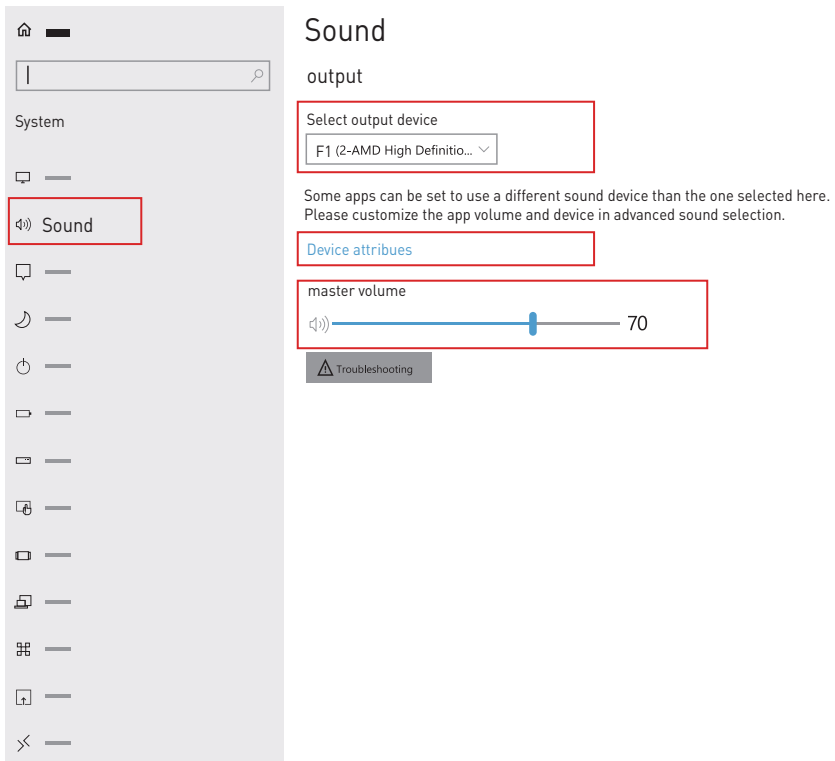 System
Sound
Sound
output
Select output device
F1 (2-AMD High Definitio...
Some apps can be set to use a different sound device than the one selected here.
Please customize the app volume and device in advanced sound selection.
Device attribues
master volume
70
Troubleshooting